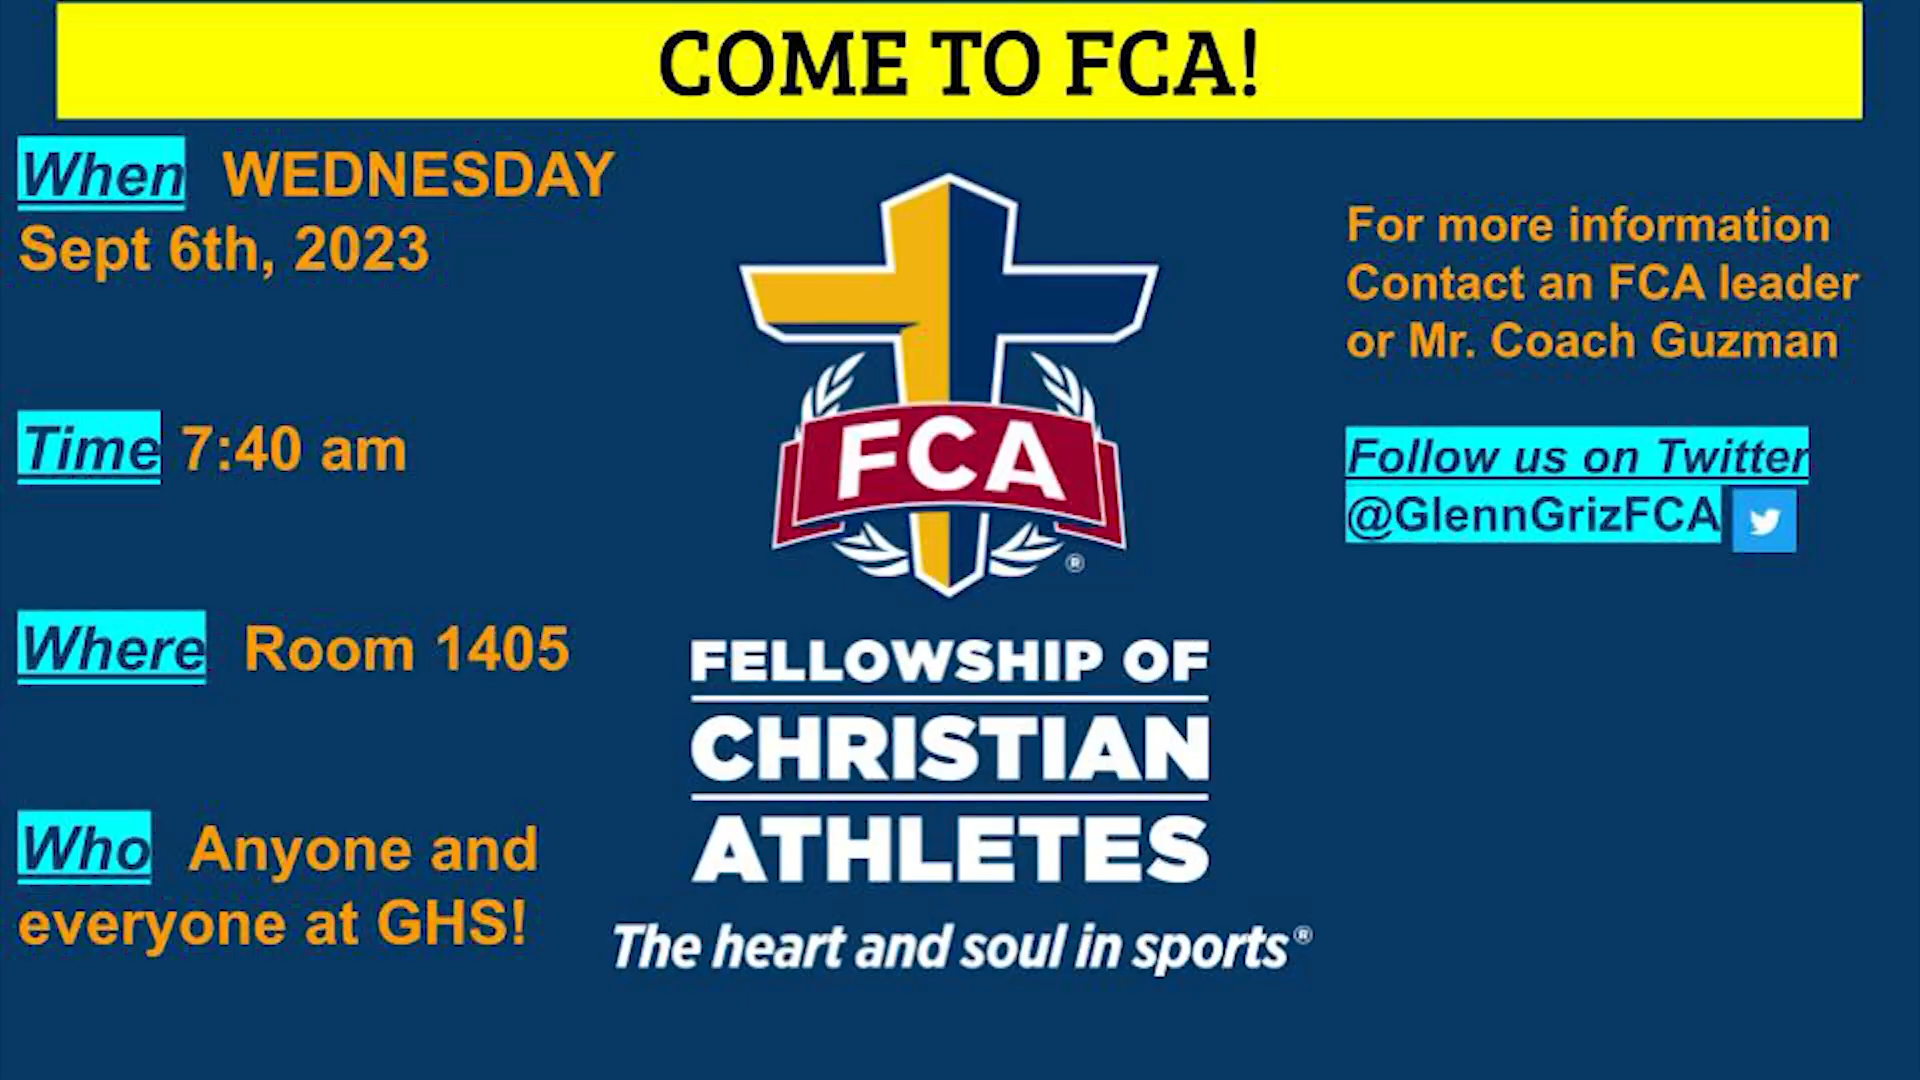 COME TO FCA!
When WEDNESDAY
Sept 6th, 2023
Time 7:40 am
Where Room 1405
Who Anyone and
everyone at GHS!
FCA
®
FELLOWSHIP OF
CHRISTIAN
ATHLETES
The heart and soul in sports®
For more information
Contact an FCA leader
or Mr. Coach Guzman
Follow us on Twitter
@GlennGrizFCA